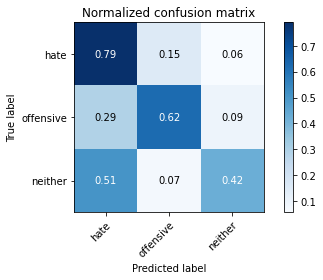 Normalized confusion matrix
True label
hate
0.79 0.15 0.06
offensive
0.29 0.62 0.09
neither
0.51 0.07 0.42
hate
offensive
neither
Predicted label
0.7
0.6
0.5
0.4
0.3
0.2
0.1